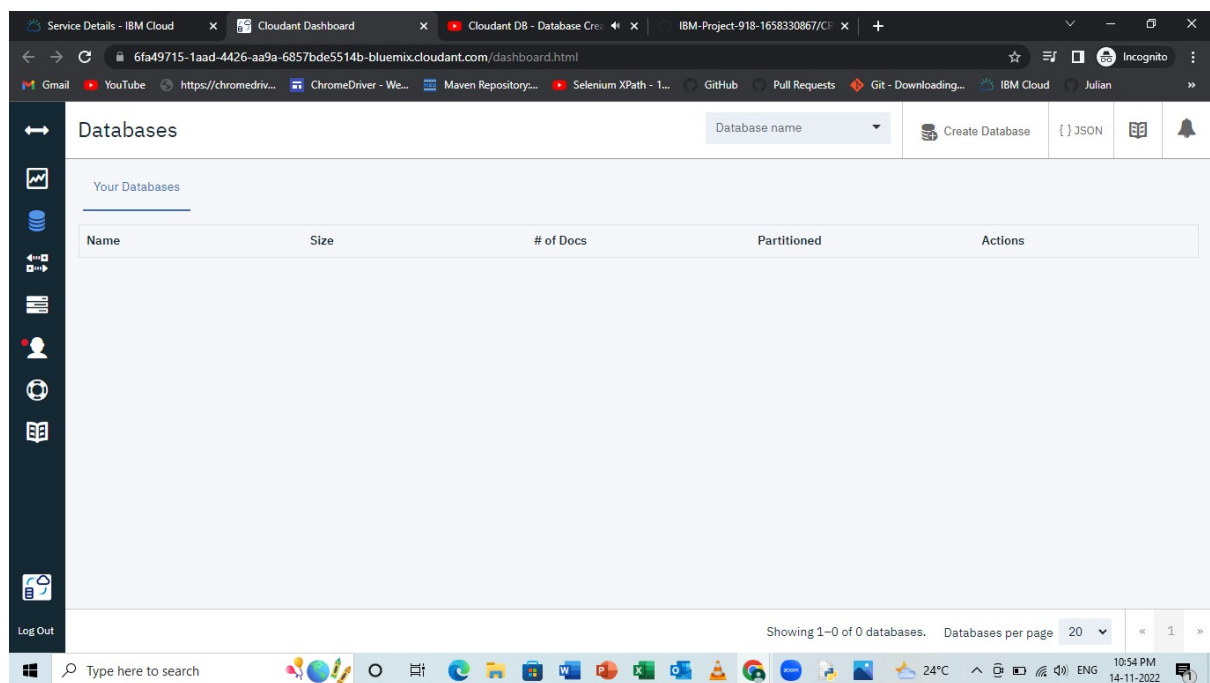 Service Details - IBM Cloud
Cloudant Dashboard
Cloudant DB - Database Cre
IBM-Project-918-1658330867/CR
6fa49715-1aad-4426-aa9a-6857bde5514b-bluemix.cloudant.com/dashboard.html
Incognito
Gmail
YouTube
https://chromedriv...
ChromeDriver - We...
Maven Repository:...
Selenium XPath - 1...
GitHub
Pull Requests
Git - Downloading...
IBM Cloud
Julian
»
Databases
Database name
Create Database
{ } JSON
Your Databases
Name
Size
# of Docs
Partitioned
Actions
Log Out
Showing 1–0 of 0 databases.
Databases per page
20
«
1
»
Type here to search
24°C
ENG
10:54 PM
14-11-2022